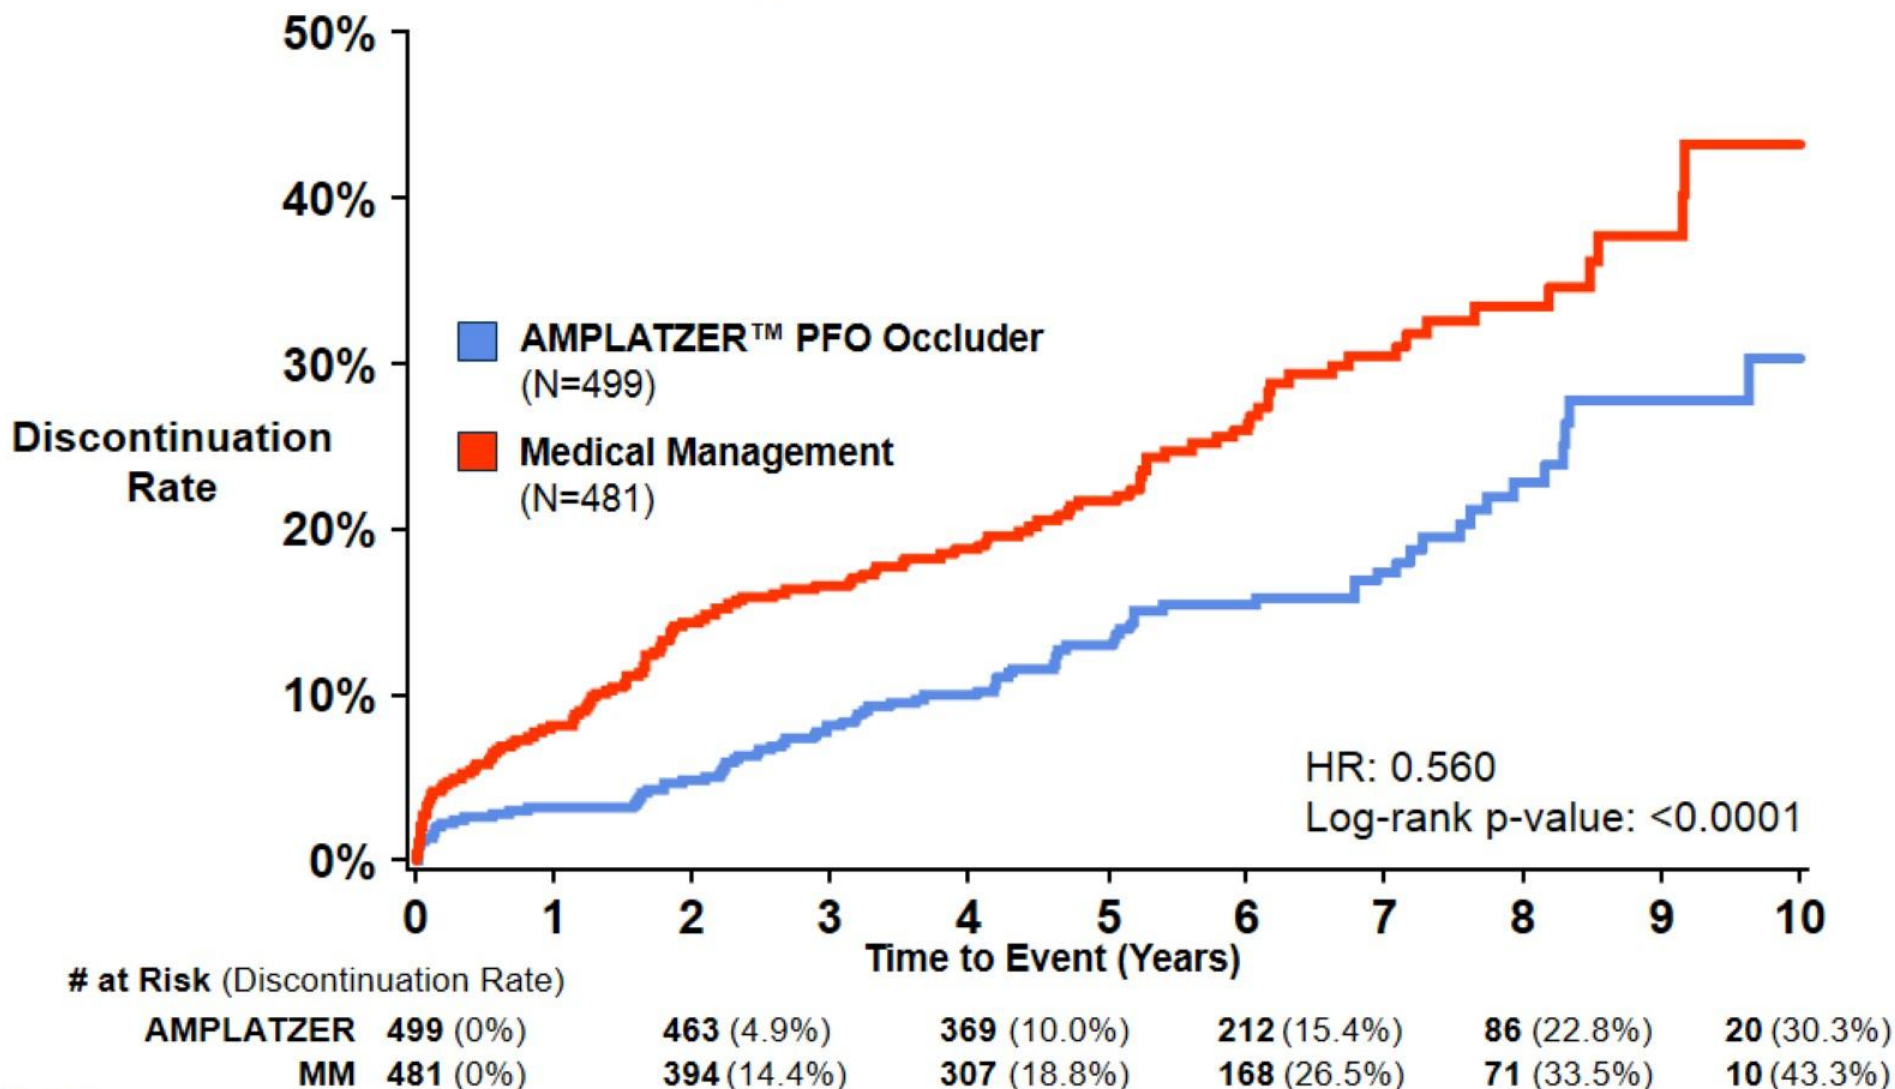 50%
40%
30%
20%
10%
0%
Discontinuation
Rate
AMPLATZER™ PFO Occluder
(N=499)
Medical Management
(N=481)
HR: 0.560
Log-rank p-value: <0.0001
0 1 2 3 4 5 6 7 8 9 10
Time to Event (Years)
# at Risk (Discontinuation Rate)
AMPLATZER 499 (0%) 463 (4.9%) 369 (10.0%) 212 (15.4%) 86 (22.8%) 20 (30.3%)
MM 481 (0%) 394 (14.4%) 307 (18.8%) 168 (26.5%) 71 (33.5%) 10 (43.3%)